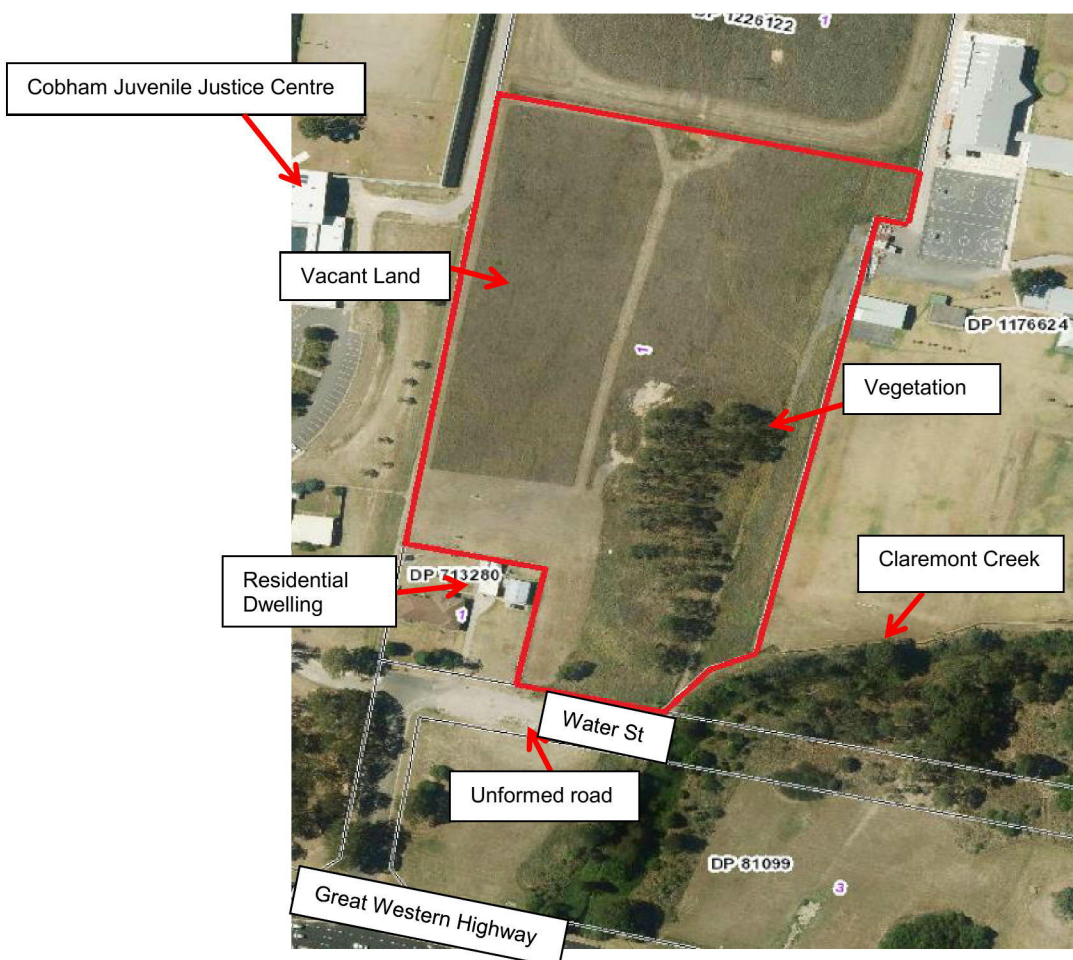 DP 1226122
1
Cobham Juvenile Justice Centre
Vacant Land
DP 1176624
1
Vegetation
Claremont Creek
Residential
Dwelling
DP 713280
1
Water St
Unformed road
DP 81099
3
Great Western Highway